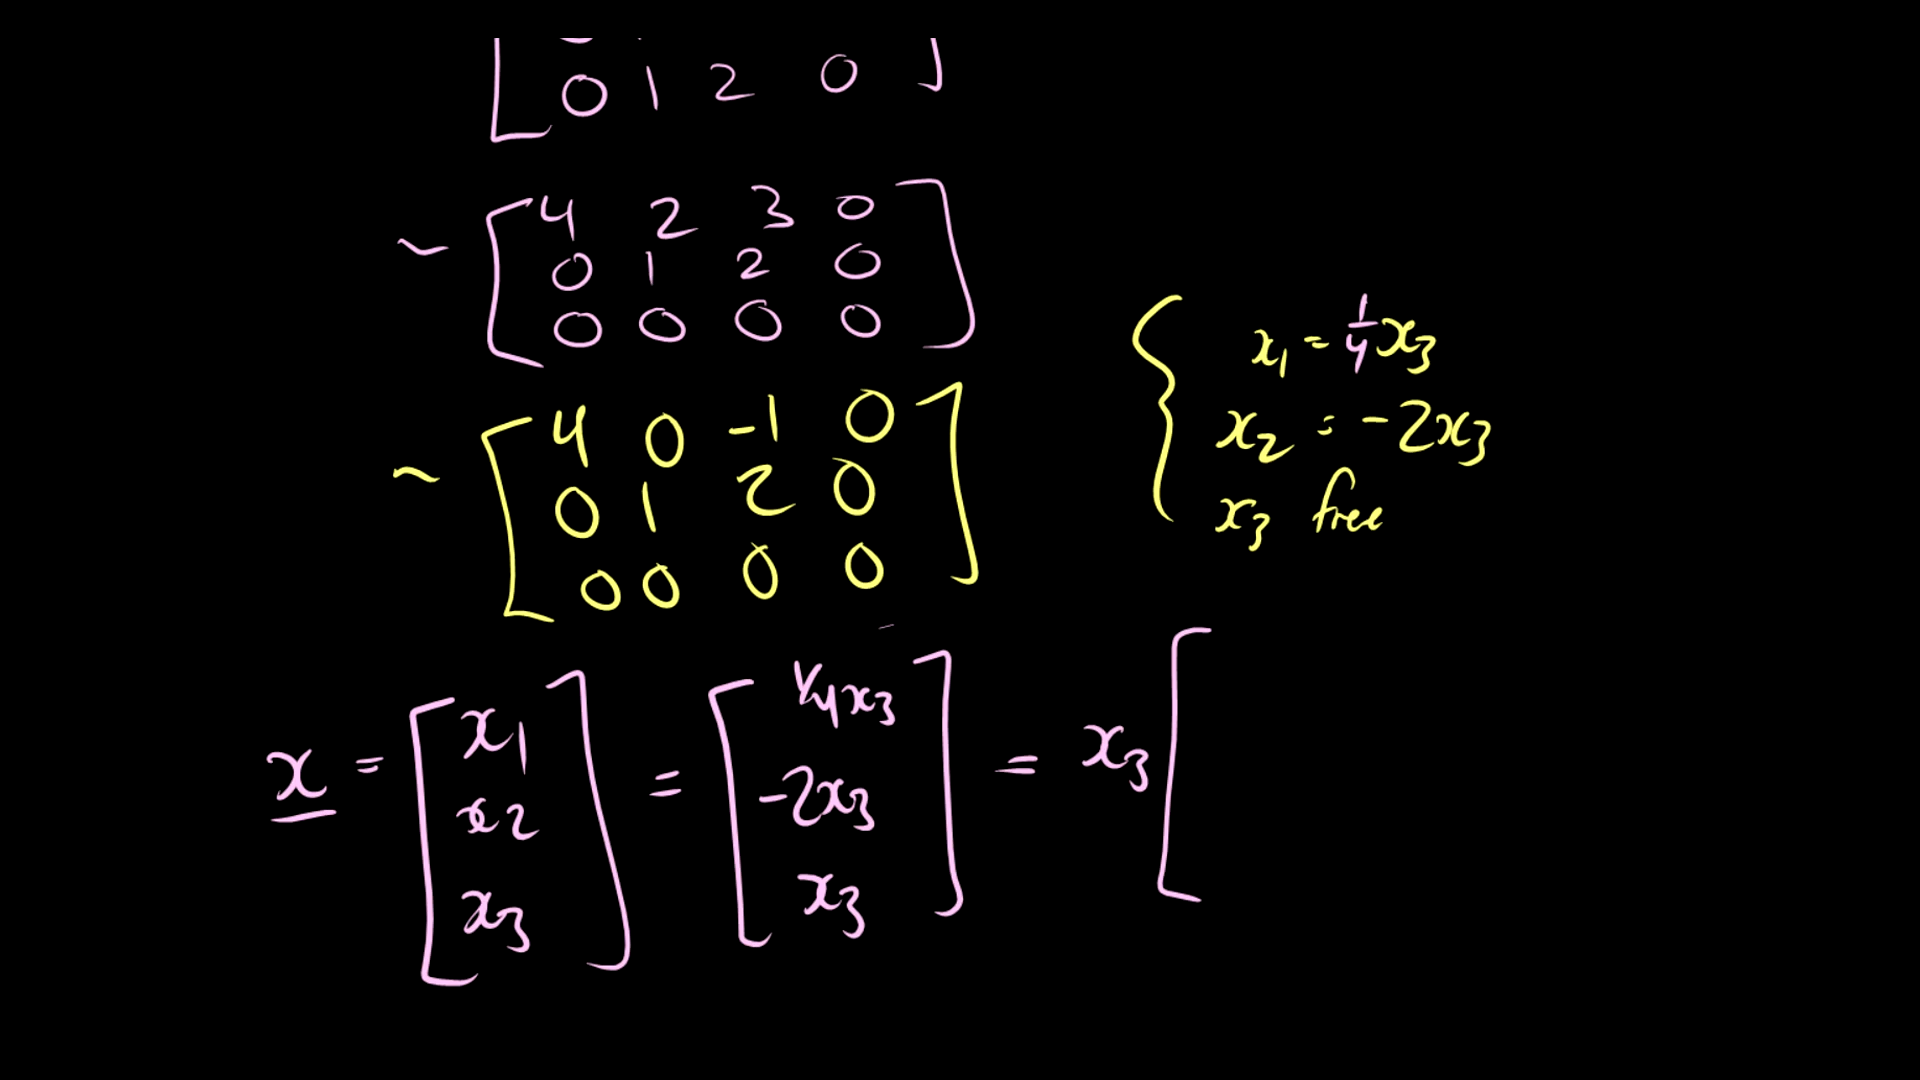 0 1 2 0
~ [4 2 3 0
0 1 2 0
0 0 0 0]
~ [4 0 -1 0
0 1 2 0
0 0 0 0]
{ x₁ = 1/4 x₃
x₂ = -2x₃
x₃ free
x = [x₁ x₂ x₃] = [1/4x₃ -2x₃ x₃] = x₃ [